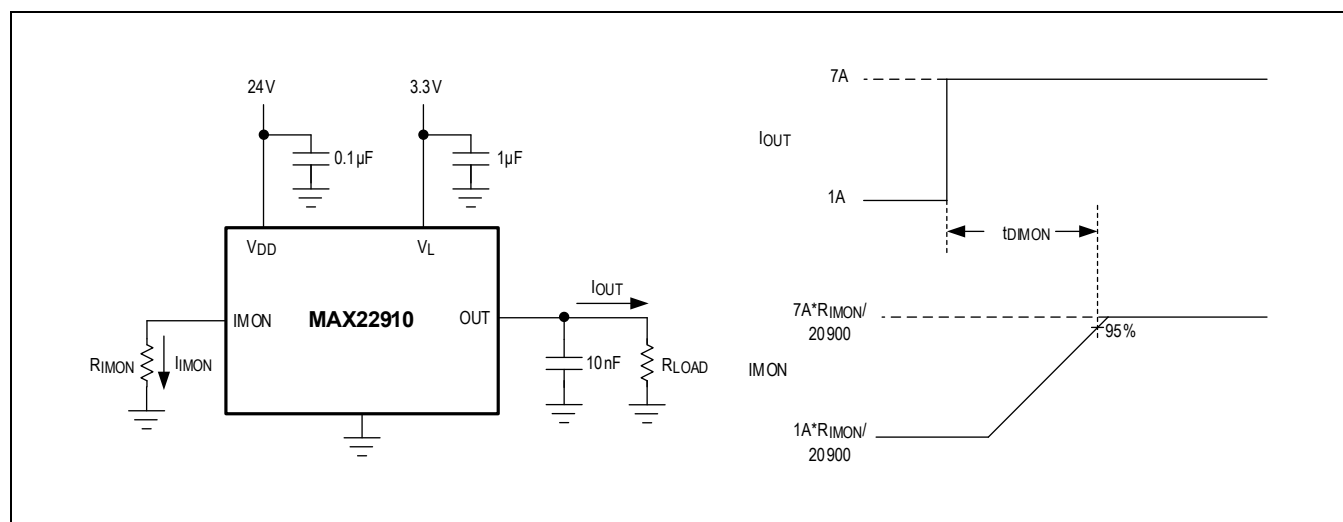 24V
3.3V
0.1µF
1µF
VDD
VL
IMON
MAX22910
OUT
IOUT
RIMON
IIMON
10nF
RLOAD
7A
IOUT
1A
tDIMON
7A*RIMON/
20900
95%
IMON
1A*RIMON/
20900